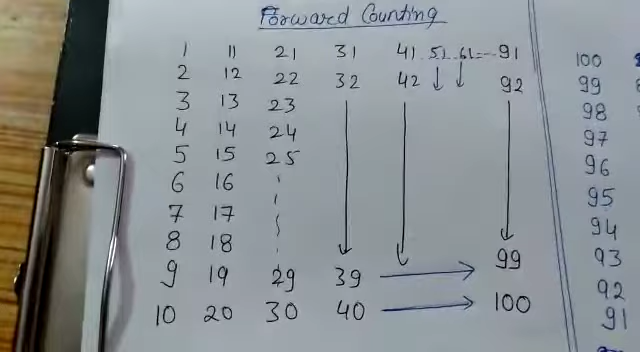 Forward Counting
1 11 21 31 41 51 61 --- 91 100
2 12 22 32 42 92 99
3 13 23 98
4 14 24 97
5 15 25 96
6 16 95
7 17 94
8 18 93
9 19 29 39 99 92
10 20 30 40 100 91